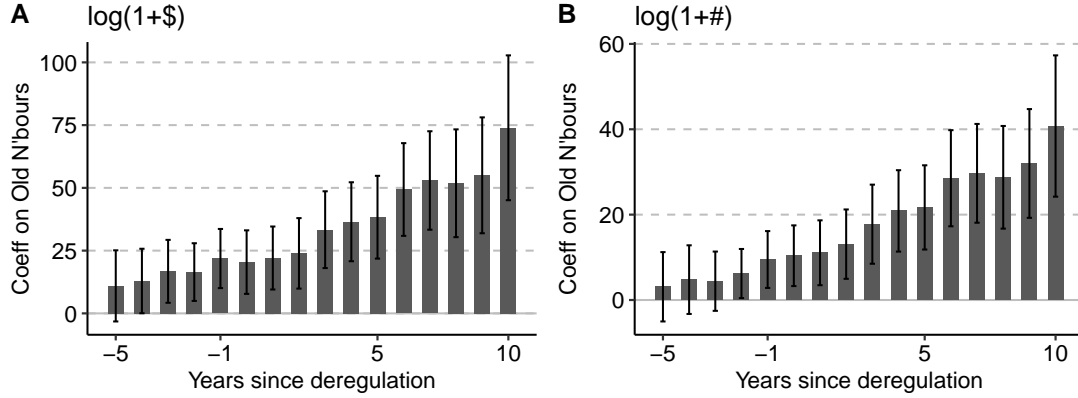 A
log(1+$)
Coeff on Old N'bours
100
75
50
25
0
−5
−1
5
10
Years since deregulation
B
log(1+#)
Coeff on Old N'bours
60
40
20
0
−5
−1
5
10
Years since deregulation